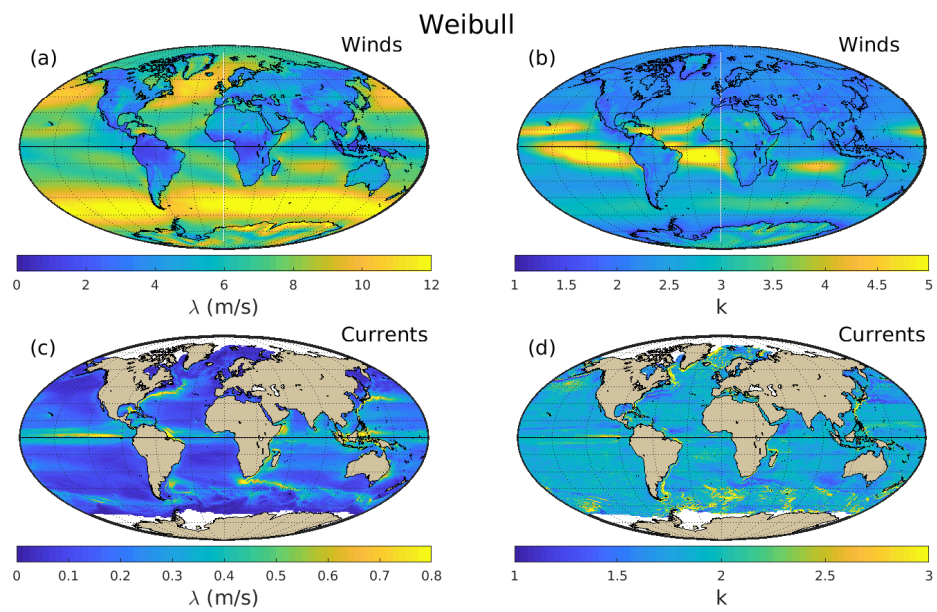 Weibull
(a) Winds
(b) Winds
0 2 4 6 8 10 12
λ (m/s)
1 1.5 2 2.5 3 3.5 4 4.5 5
k
(c) Currents
(d) Currents
0 0.1 0.2 0.3 0.4 0.5 0.6 0.7 0.8
λ (m/s)
1 1.5 2 2.5 3
k